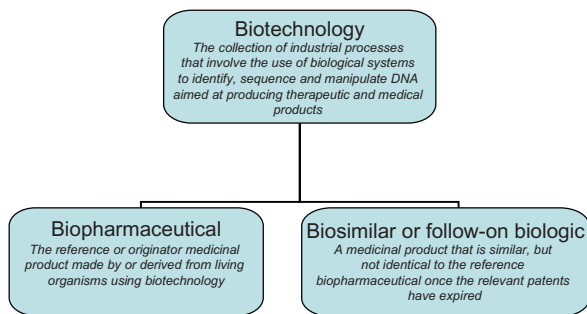 Biotechnology
The collection of industrial processes
that involve the use of biological systems
to identify, sequence and manipulate DNA
aimed at producing therapeutic and medical
products
Biopharmaceutical
The reference or originator medicinal
product made by or derived from living
organisms using biotechnology
Biosimilar or follow-on biologic
A medicinal product that is similar, but
not identical to the reference
biopharmaceutical once the relevant patents
have expired